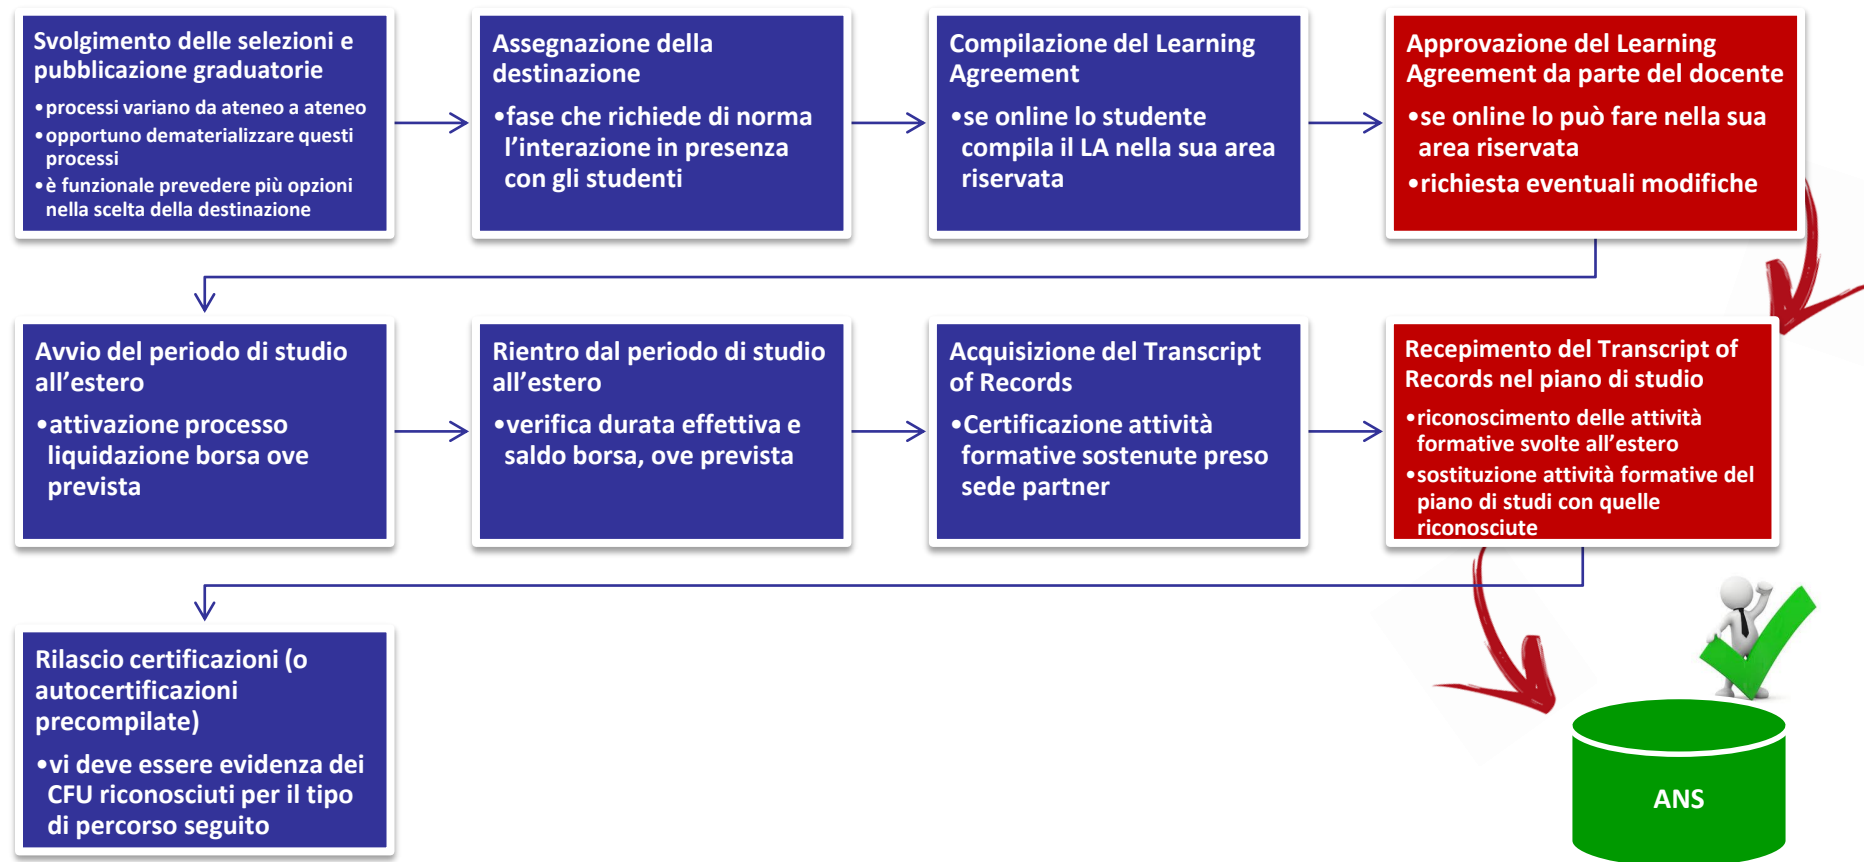 Svolgimento delle selezioni e
pubblicazione graduatorie
•processi variano da ateneo a ateneo
•opportuno dematerializzare questi
processi
•è funzionale prevedere più opzioni
nella scelta della destinazione
Assegnazione della
destinazione
•fase che richiede di norma
l’interazione in presenza
con gli studenti
Compilazione del Learning
Agreement
•se online lo studente
compila il LA nella sua area
riservata
Approvazione del Learning
Agreement da parte del docente
•se online lo può fare nella sua
area riservata
•richiesta eventuali modifiche
Avvio del periodo di studio
all’estero
•attivazione processo
liquidazione borsa ove
prevista
Rientro dal periodo di studio
all’estero
•verifica durata effettiva e
saldo borsa, ove prevista
Acquisizione del Transcript
of Records
•Certificazione attività
formative sostenute preso
sede partner
Recepimento del Transcript of
Records nel piano di studio
•riconoscimento delle attività
formative svolte all’estero
•sostituzione attività formative del
piano di studi con quelle
riconosciute
Rilascio certificazioni (o
autocertificazioni
precompilate)
•vi deve essere evidenza dei
CFU riconosciuti per il tipo
di percorso seguito
ANS